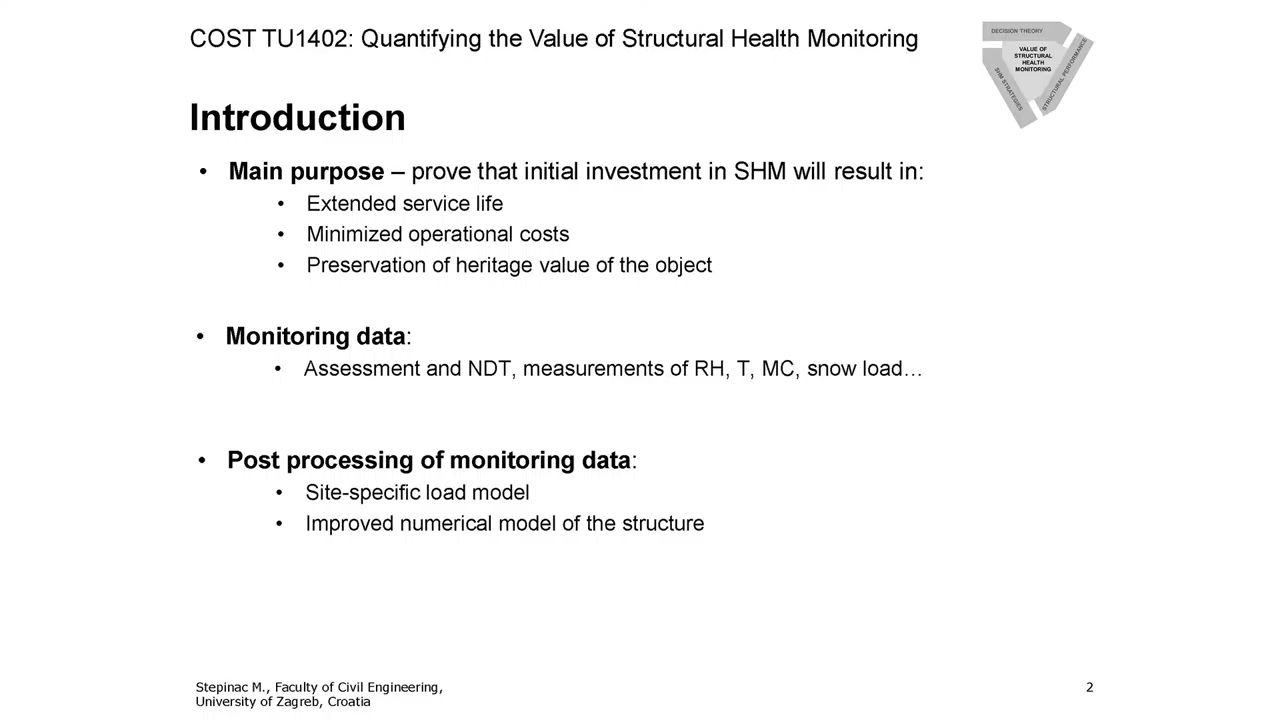 COST TU1402: Quantifying the Value of Structural Health Monitoring
DECISION THEORY
VALUE OF
STRUCTURAL
HEALTH
MONITORING
SHM STRATEGIES
STRUCTURAL PERFORMANCE
Introduction
• Main purpose – prove that initial investment in SHM will result in:
• Extended service life
• Minimized operational costs
• Preservation of heritage value of the object
• Monitoring data:
• Assessment and NDT, measurements of RH, T, MC, snow load…
• Post processing of monitoring data:
• Site-specific load model
• Improved numerical model of the structure
Stepinac M., Faculty of Civil Engineering,
University of Zagreb, Croatia
2